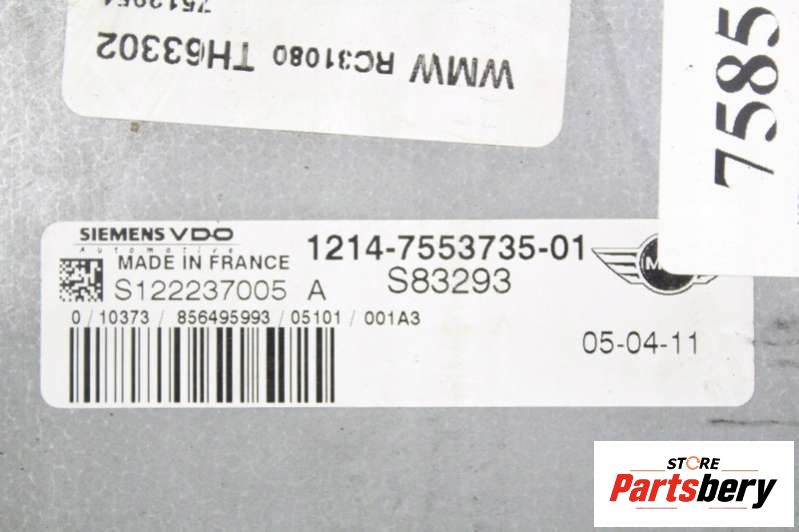 WMW RC31080 TH63302
7585
SIEMENS VDO
Automotive
MADE IN FRANCE
1214-7553735-01
S122237005 A
S83293
0/10373/856495993/05101/001A3
05-04-11
STORE
Partsbery